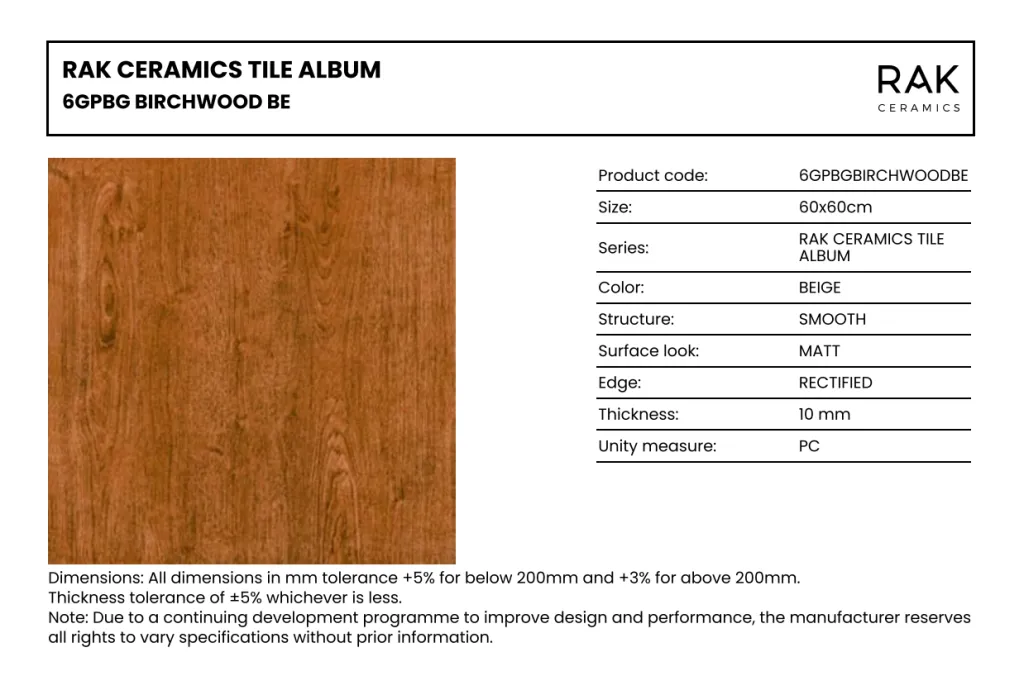 RAK CERAMICS TILE ALBUM
6GPBG BIRCHWOOD BE
RAK
CERAMICS
Product code: 6GPBGBIRCHWOODBE
Size: 60x60cm
Series: RAK CERAMICS TILE
ALBUM
Color: BEIGE
Structure: SMOOTH
Surface look: MATT
Edge: RECTIFIED
Thickness: 10 mm
Unity measure: PC
Dimensions: All dimensions in mm tolerance +5% for below 200mm and +3% for above 200mm.
Thickness tolerance of ±5% whichever is less.
Note: Due to a continuing development programme to improve design and performance, the manufacturer reserves
all rights to vary specifications without prior information.